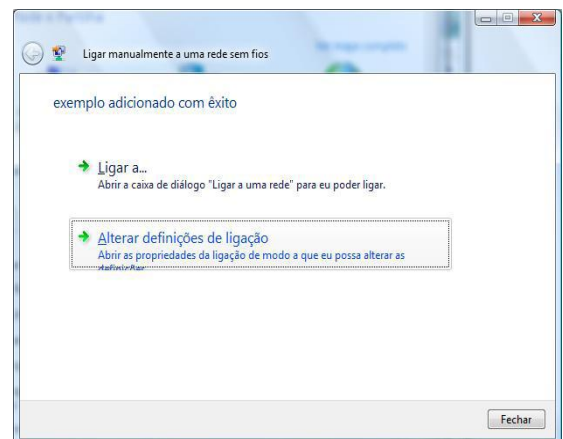 Ligar manualmente a uma rede sem fios
exemplo adicionado com êxito
Ligar a...
Abrir a caixa de diálogo "Ligar a uma rede" para eu poder ligar.
Alterar definições de ligação
Abrir as propriedades da ligação de modo a que eu possa alterar as
definições.
Fechar